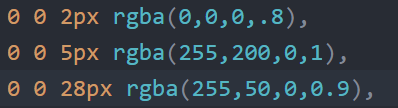 0 0 2px rgba(0,0,0,.8),
0 0 5px rgba(255,200,0,1),
0 0 28px rgba(255,50,0,0.9),